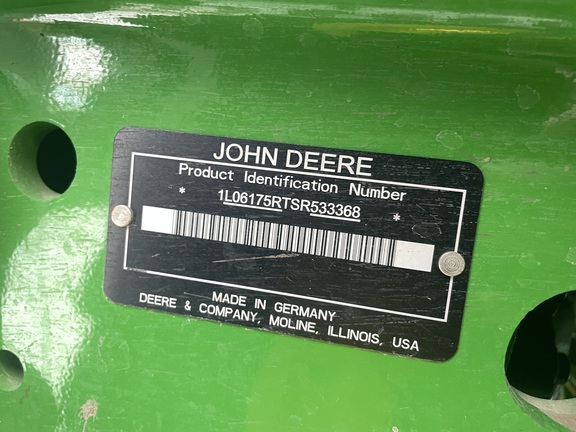 JOHN DEERE
Product Identification Number
* 1L06175RTSR533368 *
MADE IN GERMANY
DEERE & COMPANY, MOLINE, ILLINOIS, USA